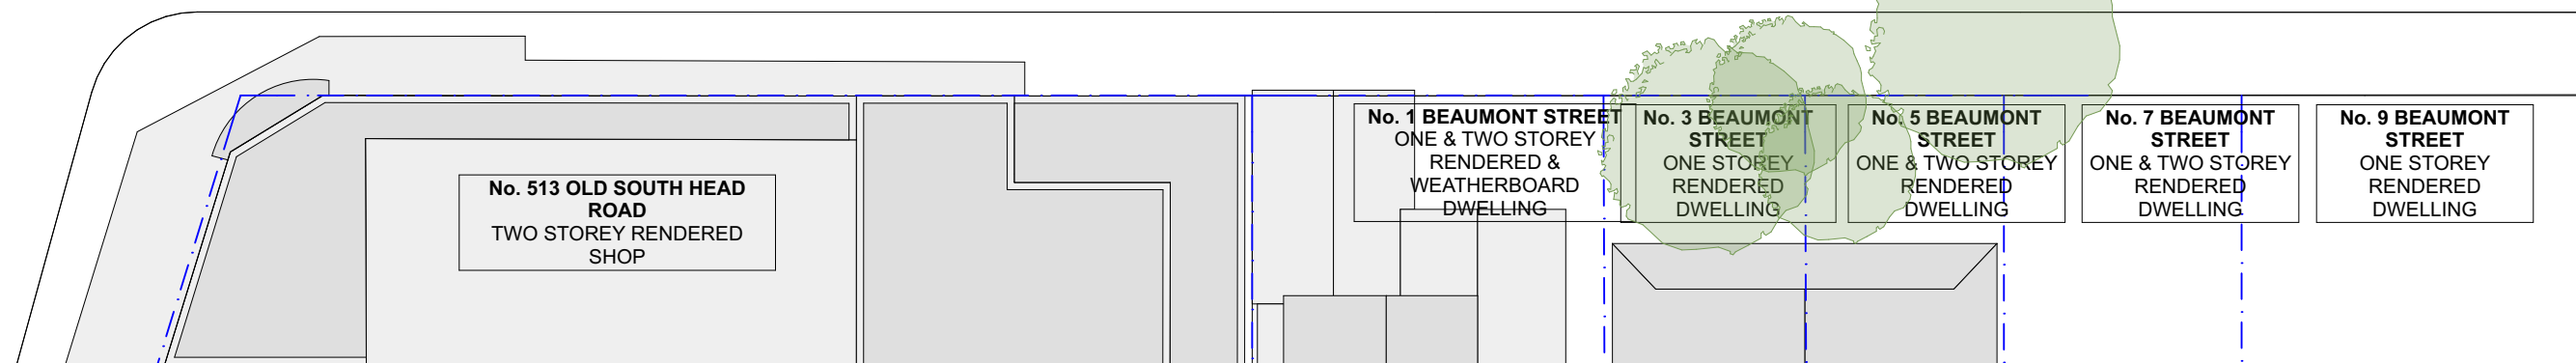 No. 513 OLD SOUTH HEAD
ROAD
TWO STOREY RENDERED
SHOP
No. 1 BEAUMONT STREET
ONE & TWO STOREY
RENDERED &
WEATHERBOARD
DWELLING
No. 3 BEAUMONT
STREET
ONE STOREY
RENDERED
DWELLING
No. 5 BEAUMONT
STREET
ONE & TWO STOREY
RENDERED
DWELLING
No. 7 BEAUMONT
STREET
ONE & TWO STOREY
RENDERED
DWELLING
No. 9 BEAUMONT
STREET
ONE STOREY
RENDERED
DWELLING